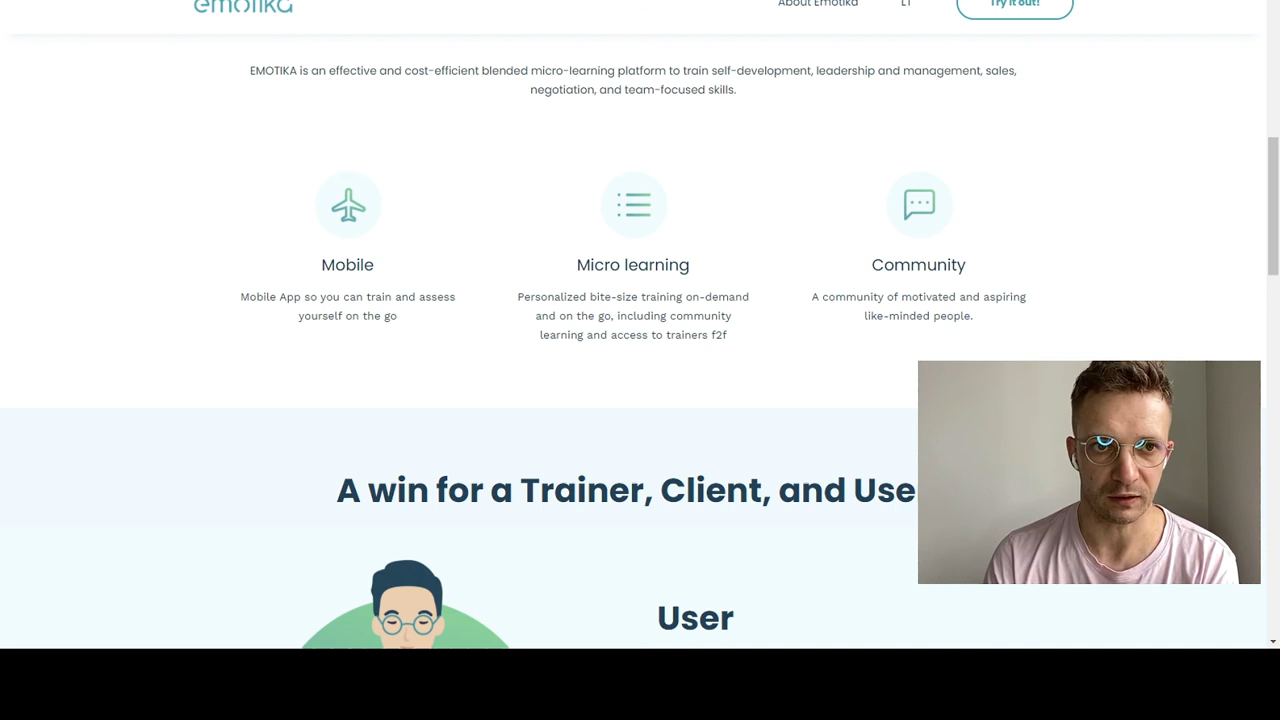 emotika
About Emotika
LT
Try it out!
EMOTIKA is an effective and cost-efficient blended micro-learning platform to train self-development, leadership and management, sales,
negotiation, and team-focused skills.
Mobile
Mobile App so you can train and assess
yourself on the go
Micro learning
Personalized bite-size training on-demand
and on the go, including community
learning and access to trainers f2f
Community
A community of motivated and aspiring
like-minded people.
A win for a Trainer, Client, and Use
User